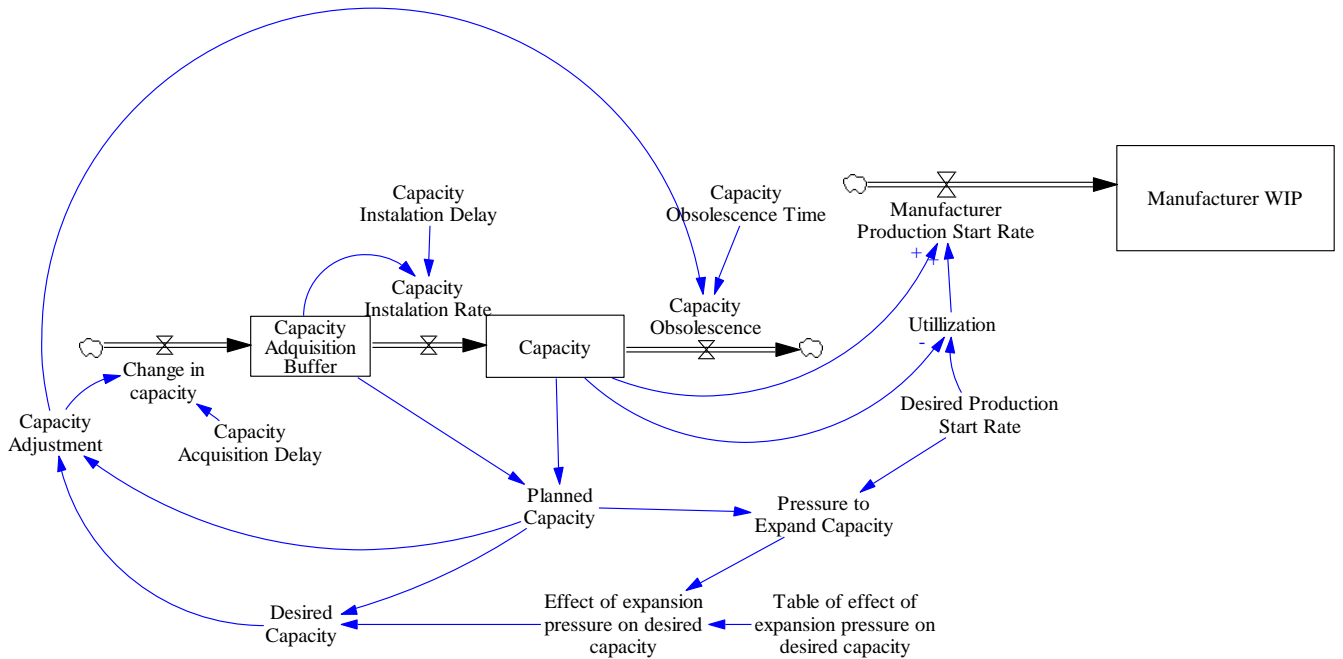 Capacity
Instalation Delay
Capacity
Obsolescence Time
Manufacturer
Production Start Rate
Manufacturer WIP
+
+
Capacity
Instalation Rate
Capacity
Obsolescence
Capacity
Adquisition
Buffer
Capacity
Utillization
-
Change in
capacity
Capacity
Adjustment
Capacity
Acquisition Delay
Desired Production
Start Rate
Planned
Capacity
Pressure to
Expand Capacity
Desired
Capacity
Effect of expansion
pressure on desired
capacity
Table of effect of
expansion pressure on
desired capacity